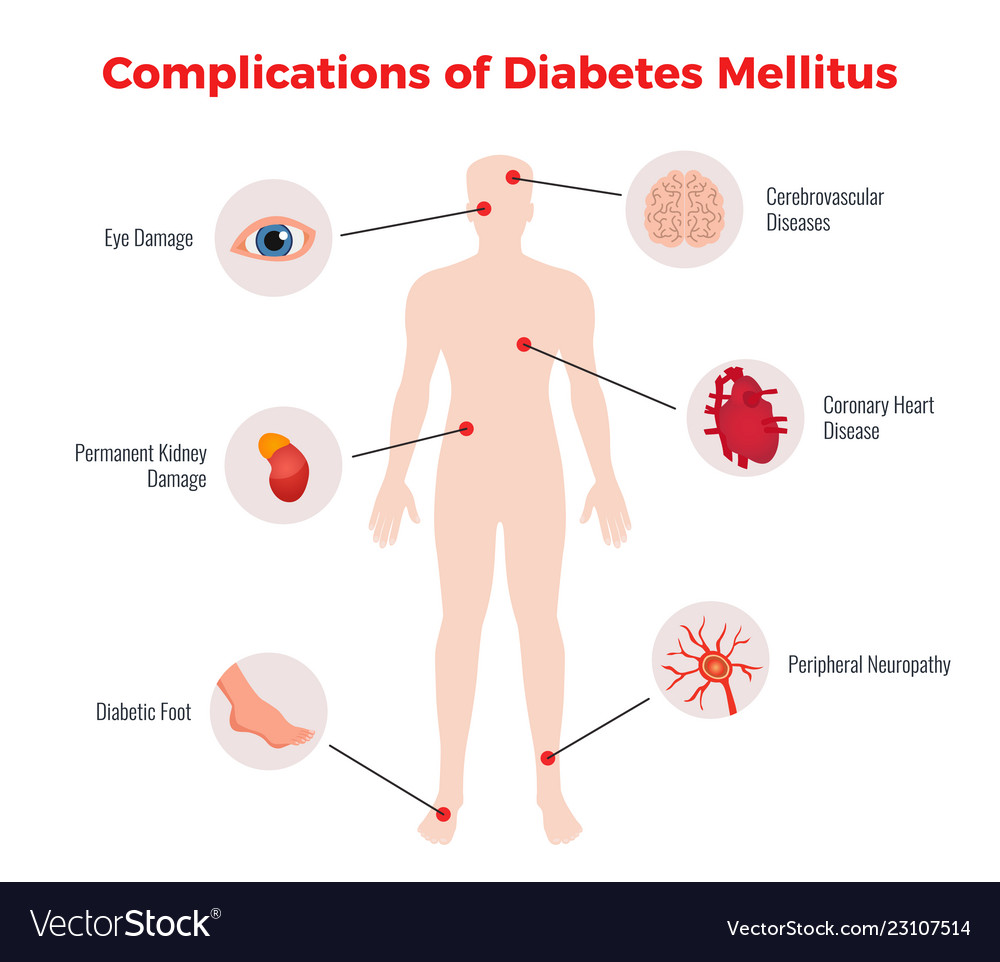 Complications of Diabetes Mellitus
Cerebrovascular
Diseases
Eye Damage
Coronary Heart
Disease
Permanent Kidney
Damage
Peripheral Neuropathy
Diabetic Foot
VectorStock®
VectorStock.com/23107514